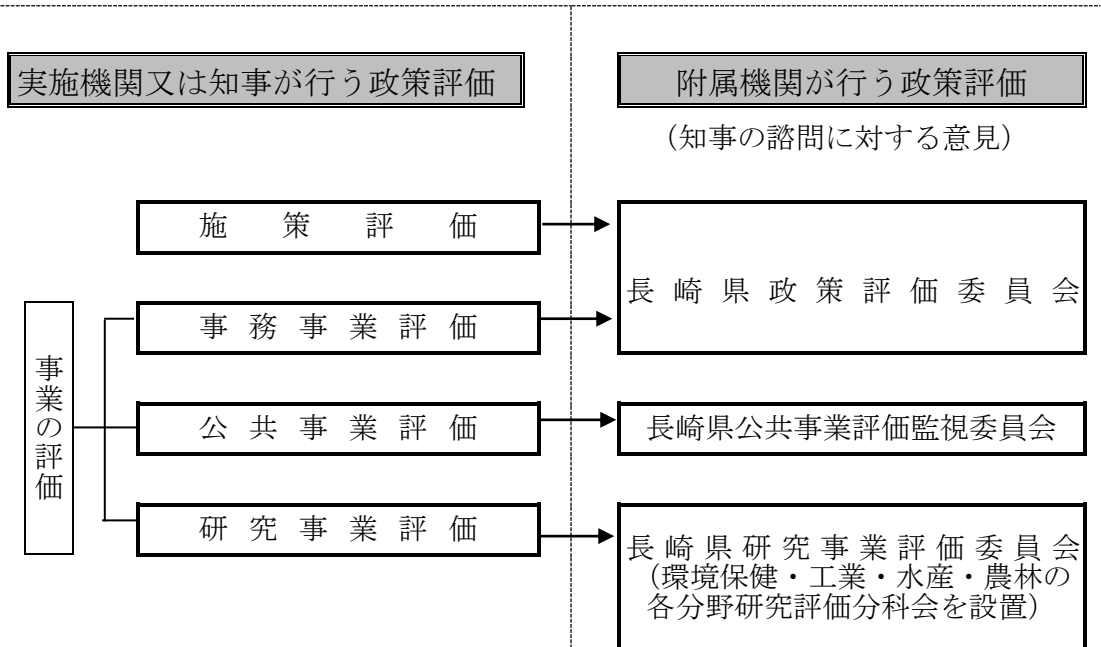 実施機関又は知事が行う政策評価
附属機関が行う政策評価
(知事の諮問に対する意見)
施策評価
長崎県政策評価委員会
事務事業評価
事業の評価
公共事業評価
長崎県公共事業評価監視委員会
研究事業評価
長崎県研究事業評価委員会
(環境保健・工業・水産・農林の
各分野研究評価分科会を設置)